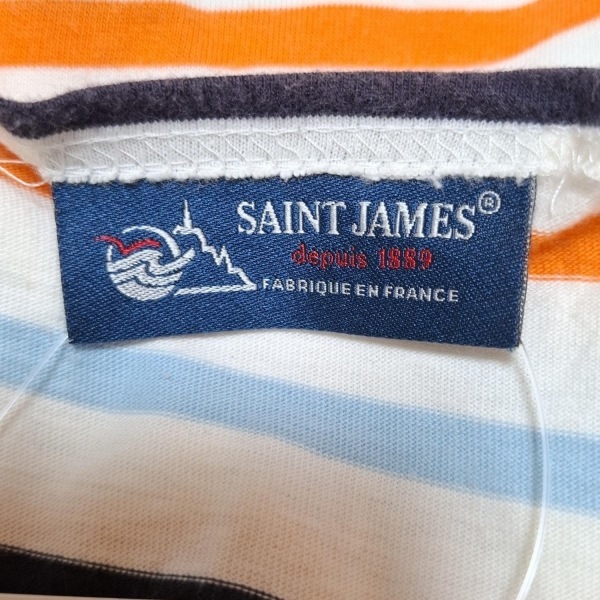 SAINT JAMES®
depuis 1889
FABRIQUE EN FRANCE